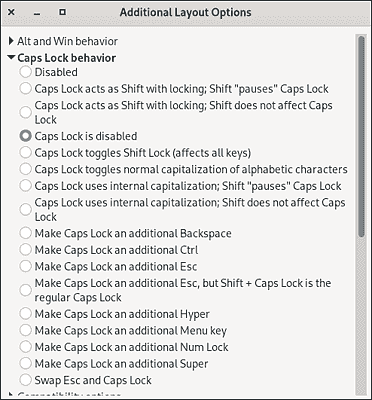 Additional Layout Options
Alt and Win behavior
Caps Lock behavior
Disabled
Caps Lock acts as Shift with locking; Shift "pauses" Caps Lock
Caps Lock acts as Shift with locking; Shift does not affect Caps
Lock
Caps Lock is disabled
Caps Lock toggles Shift Lock (affects all keys)
Caps Lock toggles normal capitalization of alphabetic characters
Caps Lock uses internal capitalization; Shift "pauses" Caps Lock
Caps Lock uses internal capitalization; Shift does not affect Caps
Lock
Make Caps Lock an additional Backspace
Make Caps Lock an additional Ctrl
Make Caps Lock an additional Esc
Make Caps Lock an additional Esc, but Shift + Caps Lock is the
regular Caps Lock
Make Caps Lock an additional Hyper
Make Caps Lock an additional Menu key
Make Caps Lock an additional Num Lock
Make Caps Lock an additional Super
Swap Esc and Caps Lock
Compatibility options